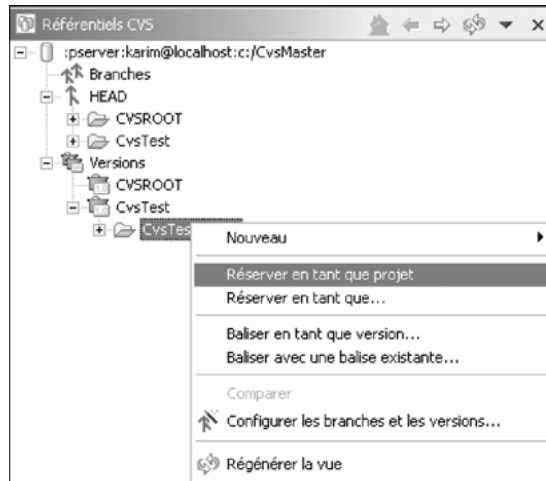 Référentiels CVS
:pserver:karim@localhost:c:/CvsMaster
Branches
HEAD
CVSROOT
CvsTest
Versions
CVSROOT
CvsTest
Nouveau
Réserver en tant que projet
Réserver en tant que...
Baliser en tant que version...
Baliser avec une balise existante...
Comparer
Configurer les branches et les versions...
Régénérer la vue